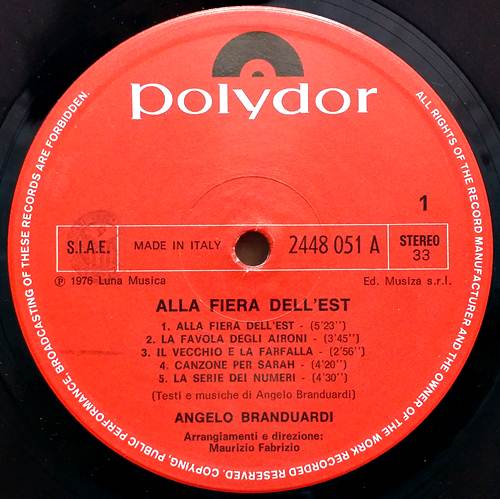 polydor
BROADCASTING OF THESE RECORDS ARE FORBIDDEN.
ALL RIGHTS OF THE RECORD MANUFACTURER AND THE OWNER OF THE WORK RECORDED RESERVED. COPYING, PUBLIC PERFORMANCE,
1
S.I.A.E.
MADE IN ITALY
2448 051 A
STEREO
33
℗ 1976 Luna Musica
Ed. Musiza s.r.l.
ALLA FIERA DELL'EST
1. ALLA FIERA DELL'EST - (5'23'')
2. LA FAVOLA DEGLI AIRONI - (3'45'')
3. IL VECCHIO E LA FARFALLA - (2'56'')
4. CANZONE PER SARAH - (4'20'')
5. LA SERIE DEI NUMERI - (4'30'')
(Testi e musiche di Angelo Branduardi)
ANGELO BRANDUARDI
Arrangiamenti e direzione:
Maurizio Fabrizio